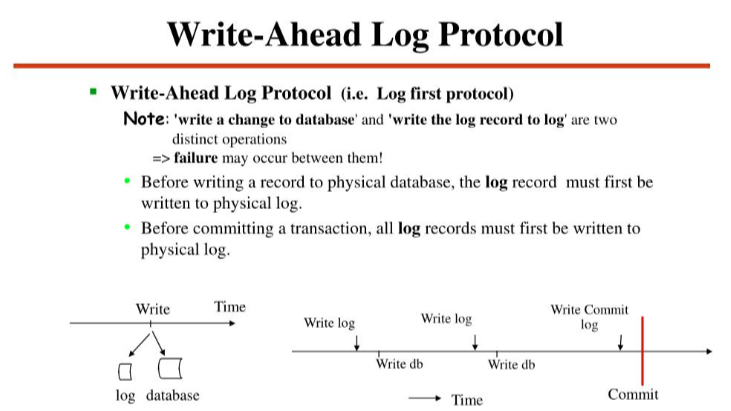 Write-Ahead Log Protocol
Write-Ahead Log Protocol (i.e. Log first protocol)
Note: 'write a change to database' and 'write the log record to log' are two
distinct operations
=> failure may occur between them!
Before writing a record to physical database, the log record must first be
written to physical log.
Before committing a transaction, all log records must first be written to
physical log.
Write
Time
log database
Write log
Write log
Write Commit
log
Write db
Write db
Time
Commit